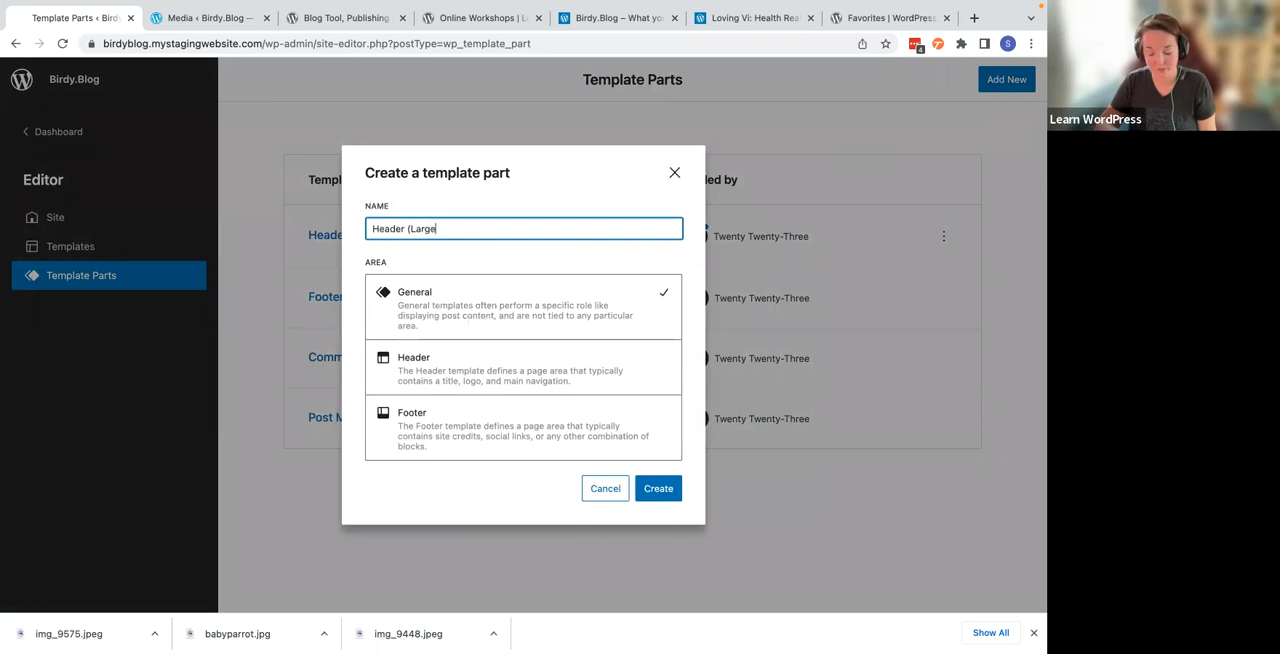 Template Parts ‹ Birdy
Media ‹ Birdy.Blog —
Blog Tool, Publishing
Online Workshops | L
Birdy.Blog – What you
Loving Vi: Health Rea
Favorites | WordPress
birdyblog.mystagingwebsite.com/wp-admin/site-editor.php?postType=wp_template_part
4
S
Birdy.Blog
Template Parts
Add New
Learn WordPress
Dashboard
Editor
Site
Templates
Template Parts
Templ
ded by
Heade
Twenty Twenty-Three
Footer
Twenty Twenty-Three
Comm
Twenty Twenty-Three
Post M
Twenty Twenty-Three
Create a template part
NAME
Header (Large
AREA
General
General templates often perform a specific role like
displaying post content, and are not tied to any particular
area.
Header
The Header template defines a page area that typically
contains a title, logo, and main navigation.
Footer
The Footer template defines a page area that typically
contains site credits, social links, or any other combination of
blocks.
Cancel
Create
img_9575.jpeg
babyparrot.jpg
img_9448.jpeg
Show All